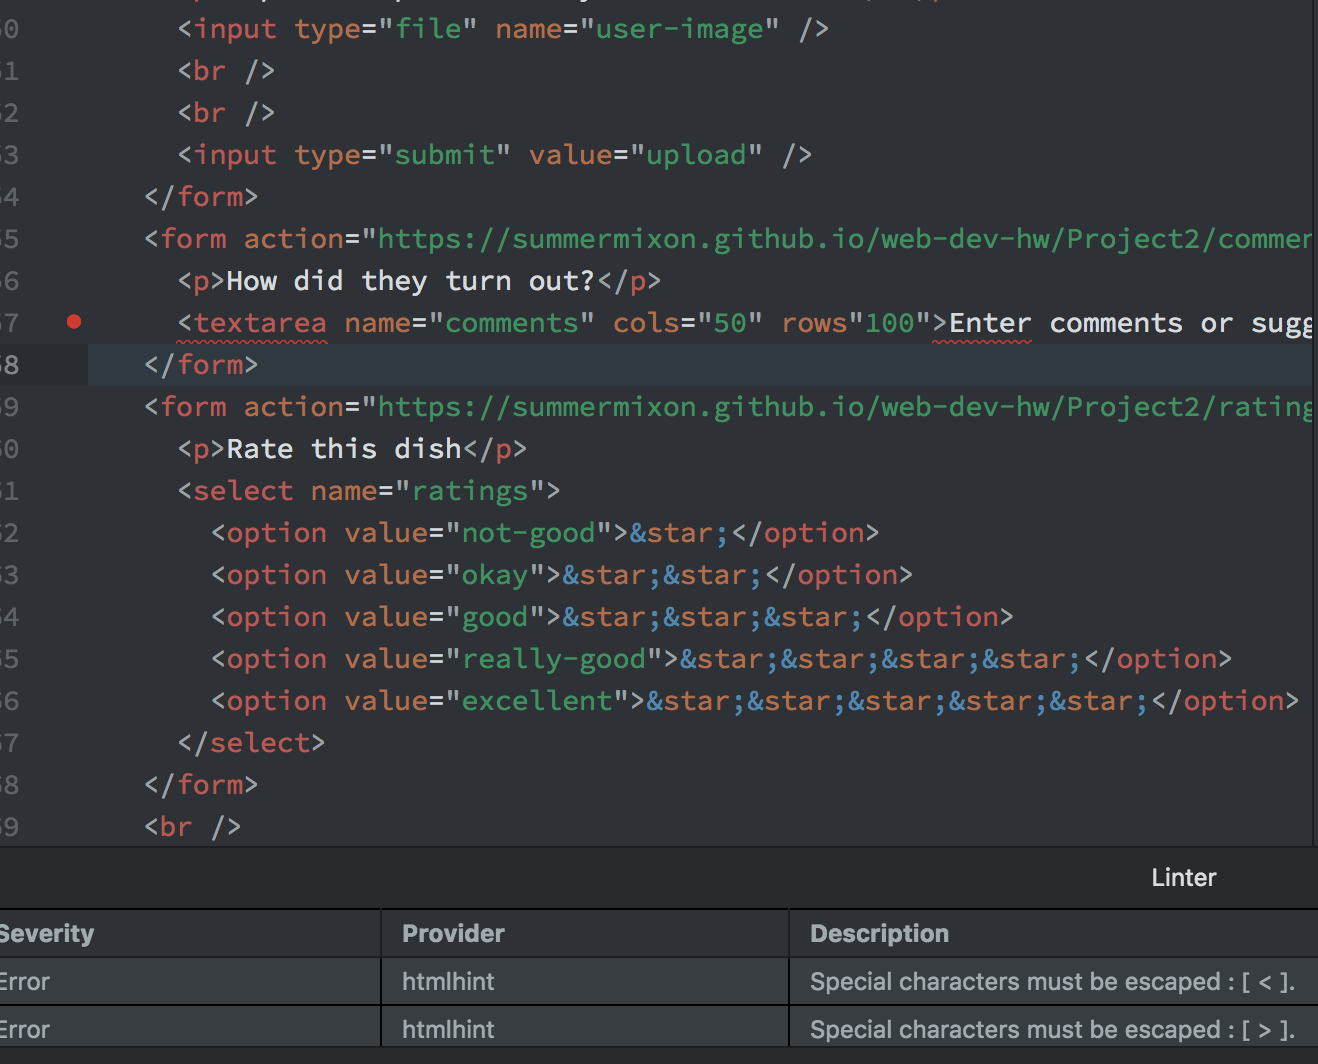 0 <input type="file" name="user-image" />
1 <br />
2 <br />
3 <input type="submit" value="upload" />
4 </form>
5 <form action="https://summermixon.github.io/web-dev-hw/Project2/commen
6 <p>How did they turn out?</p>
7 <textarea name="comments" cols="50" rows"100">Enter comments or sugg
8 </form>
9 <form action="https://summermixon.github.io/web-dev-hw/Project2/rating
0 <p>Rate this dish</p>
1 <select name="ratings">
2 <option value="not-good">&star;</option>
3 <option value="okay">&star;&star;</option>
4 <option value="good">&star;&star;&star;</option>
5 <option value="really-good">&star;&star;&star;&star;</option>
6 <option value="excellent">&star;&star;&star;&star;&star;</option>
7 </select>
8 </form>
9 <br />
Linter
Severity Provider Description
Error htmlhint Special characters must be escaped : [ < ].
Error htmlhint Special characters must be escaped : [ > ].